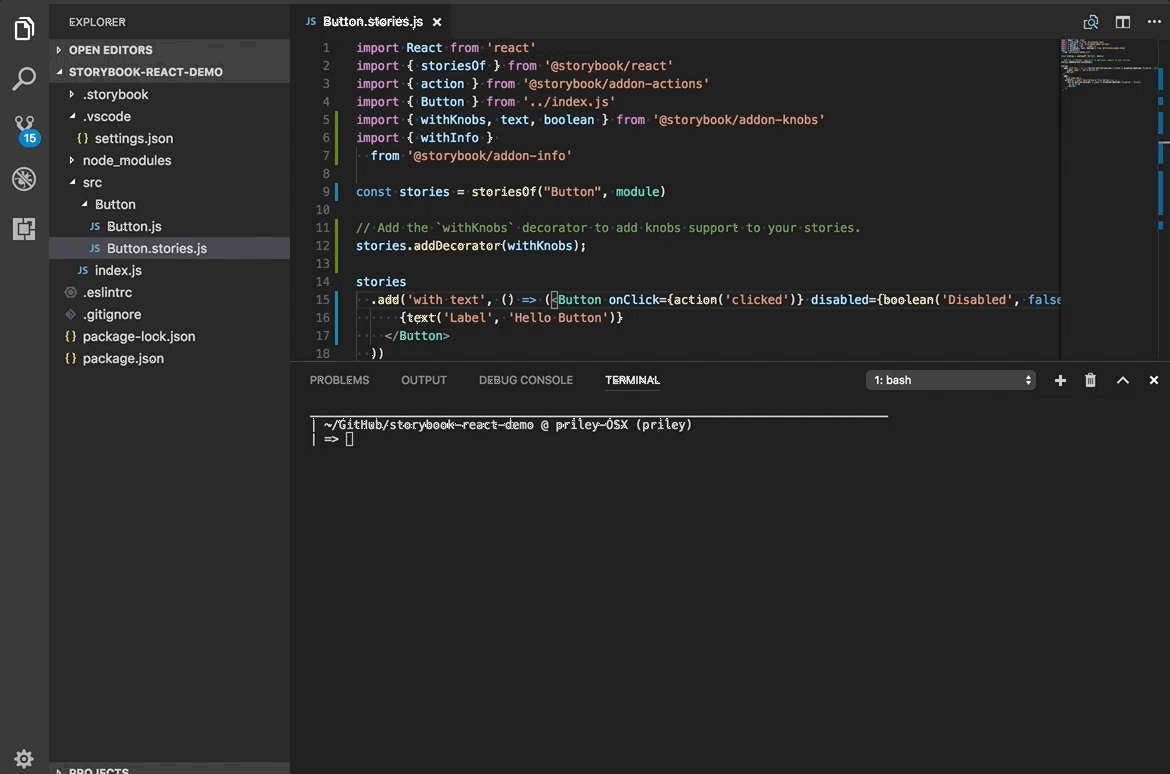 EXPLORER
OPEN EDITORS
STORYBOOK-REACT-DEMO
.storybook
.vscode
{} settings.json
node_modules
src
Button
JS Button.js
JS Button.stories.js
JS index.js
.eslintrc
.gitignore
{} package-lock.json
{} package.json
PROJECTS
15
JS Button.stories.js
1 import React from 'react'
2 import { storiesOf } from '@storybook/react'
3 import { action } from '@storybook/addon-actions'
4 import { Button } from '../index.js'
5 import { withKnobs, text, boolean } from '@storybook/addon-knobs'
6 import { withInfo }
7 from '@storybook/addon-info'
8
9 const stories = storiesOf("Button", module)
10
11 // Add the `withKnobs` decorator to add knobs support to your stories.
12 stories.addDecorator(withKnobs);
13
14 stories
15 .add('with text', () => (<Button onClick={action('clicked')} disabled={boolean('Disabled', false
16 {text('Label', 'Hello Button')}
17 </Button>
18 ))
PROBLEMS OUTPUT DEBUG CONSOLE TERMINAL 1: bash
| ~/GitHub/storybook-react-demo @ priley-OSX (priley)
| =>